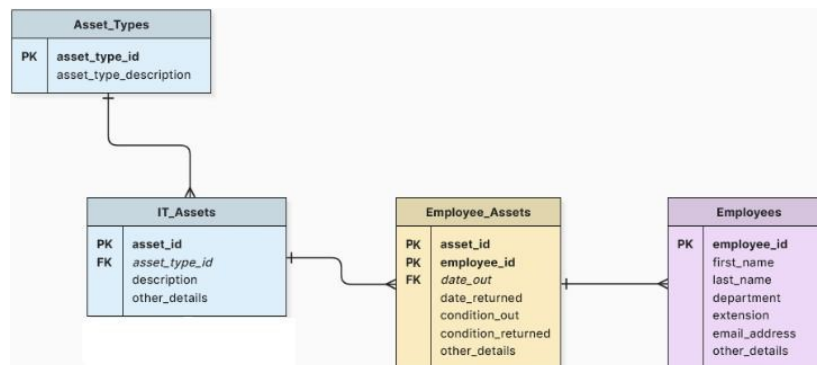 Asset_Types
PK asset_type_id
asset_type_description
IT_Assets
PK asset_id
FK asset_type_id
description
other_details
Employee_Assets
PK asset_id
PK employee_id
FK date_out
date_returned
condition_out
condition_returned
other_details
Employees
PK employee_id
first_name
last_name
department
extension
email_address
other_details